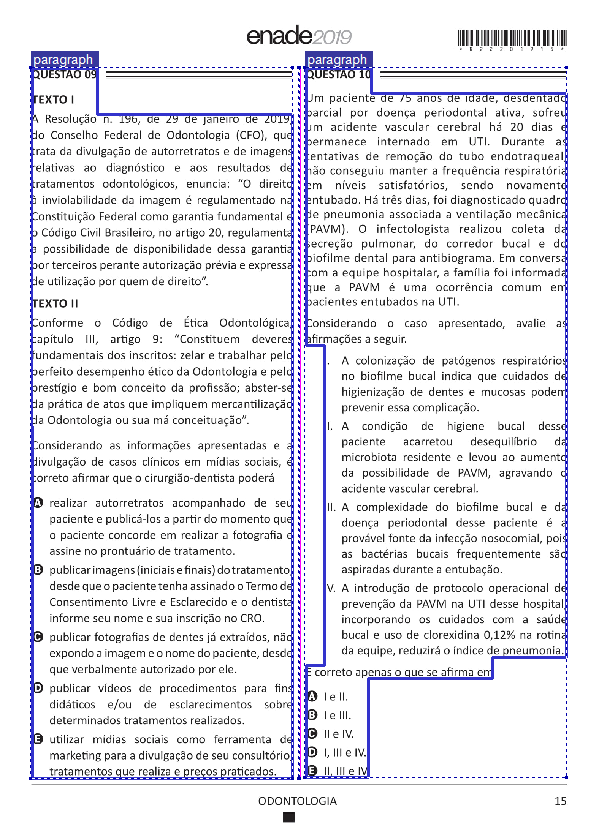 enade2019
paragraph
QUESTÃO 09
TEXTO I
A Resolução n. 196, de 29 de janeiro de 2019,
do Conselho Federal de Odontologia (CFO), que
trata da divulgação de autorretratos e de imagens
relativas ao diagnóstico e aos resultados de
tratamentos odontológicos, enuncia: “O direito
à inviolabilidade da imagem é regulamentado na
Constituição Federal como garantia fundamental e
o Código Civil Brasileiro, no artigo 20, regulamenta
a possibilidade de disponibilidade dessa garantia
por terceiros perante autorização prévia e expressa
de utilização por quem de direito”.
TEXTO II
Conforme o Código de Ética Odontológica,
capítulo III, artigo 9: “Constituem deveres
fundamentais dos inscritos: zelar e trabalhar pelo
perfeito desempenho ético da Odontologia e pelo
prestígio e bom conceito da profissão; abster-se
da prática de atos que impliquem mercantilização
da Odontologia ou sua má conceituação”.
Considerando as informações apresentadas e a
divulgação de casos clínicos em mídias sociais, é
correto afirmar que o cirurgião-dentista poderá
A realizar autorretratos acompanhado de seu
paciente e publicá-los a partir do momento que
o paciente concorde em realizar a fotografia e
assine no prontuário de tratamento.
B publicar imagens (iniciais e finais) do tratamento,
desde que o paciente tenha assinado o Termo de
Consentimento Livre e Esclarecido e o dentista
informe seu nome e sua inscrição no CRO.
C publicar fotografias de dentes já extraídos, não
expondo a imagem e o nome do paciente, desde
que verbalmente autorizado por ele.
D publicar vídeos de procedimentos para fins
didáticos e/ou de esclarecimentos sobre
determinados tratamentos realizados.
E utilizar mídias sociais como ferramenta de
marketing para a divulgação de seu consultório,
tratamentos que realiza e preços praticados.
paragraph
QUESTÃO 10
Um paciente de 75 anos de idade, desdentado
parcial por doença periodontal ativa, sofreu
um acidente vascular cerebral há 20 dias e
permanece internado em UTI. Durante as
tentativas de remoção do tubo endotraqueal,
não conseguiu manter a frequência respiratória
em níveis satisfatórios, sendo novamente
entubado. Há três dias, foi diagnosticado quadro
de pneumonia associada a ventilação mecânica
(PAVM). O infectologista realizou coleta da
secreção pulmonar, do corredor bucal e do
biofilme dental para antibiograma. Em conversa
com a equipe hospitalar, a família foi informada
que a PAVM é uma ocorrência comum em
pacientes entubados na UTI.
Considerando o caso apresentado, avalie as
afirmações a seguir.
I. A colonização de patógenos respiratórios
no biofilme bucal indica que cuidados de
higienização de dentes e mucosas podem
prevenir essa complicação.
II. A condição de higiene bucal desse
paciente acarretou desequilíbrio da
microbiota residente e levou ao aumento
da possibilidade de PAVM, agravando o
acidente vascular cerebral.
III. A complexidade do biofilme bucal e da
doença periodontal desse paciente é a
provável fonte da infecção nosocomial, pois
as bactérias bucais frequentemente são
aspiradas durante a entubação.
IV. A introdução de protocolo operacional de
prevenção da PAVM na UTI desse hospital,
incorporando os cuidados com a saúde
bucal e uso de clorexidina 0,12% na rotina
da equipe, reduzirá o índice de pneumonia.
É correto apenas o que se afirma em
A I e II.
B I e III.
C II e IV.
D I, III e IV.
E II, III e IV
ODONTOLOGIA
15